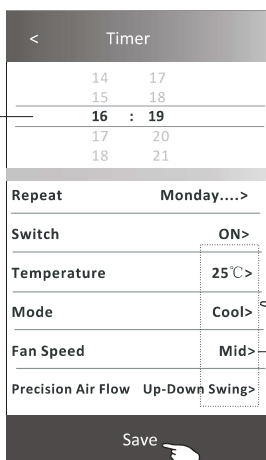 < Timer
14 17
15 18
16 : 19
17 20
18 21
Repeat Monday....>
Switch ON>
Temperature 25℃>
Mode Cool>
Fan Speed Mid>
Precision Air Flow Up-Down Swing>
Save